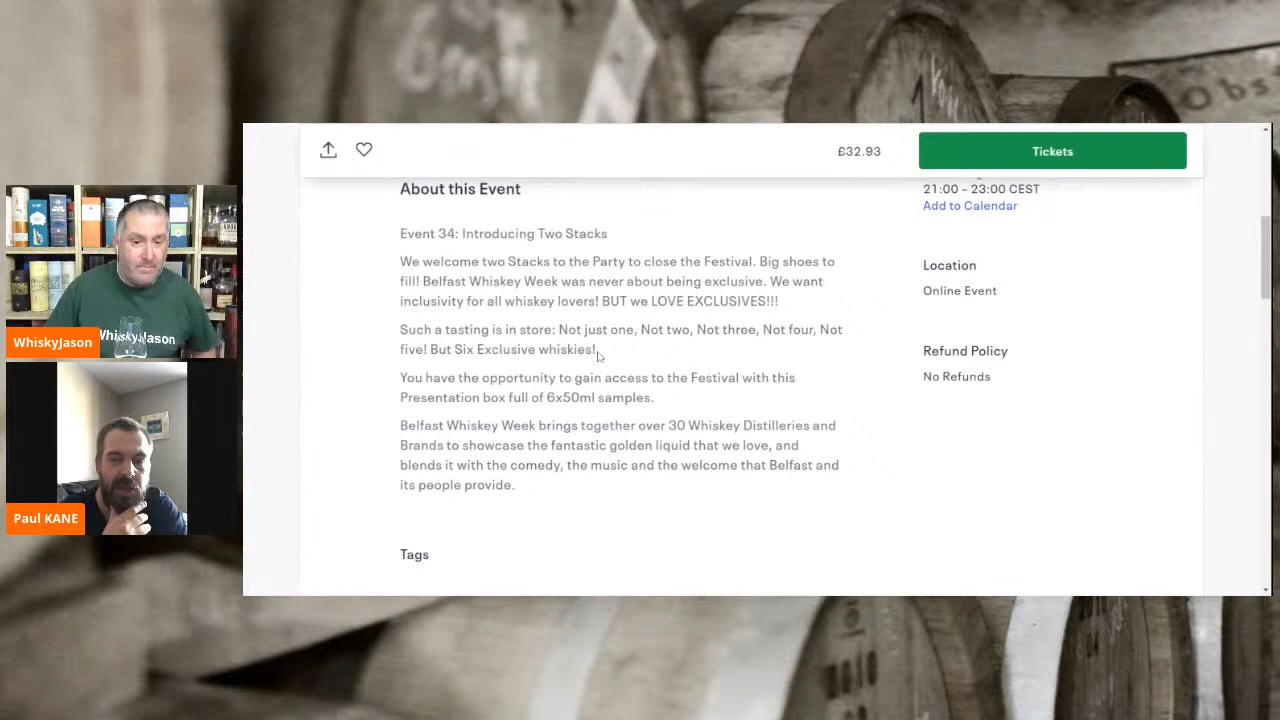 £32.93
Tickets
About this Event
21:00 – 23:00 CEST
Add to Calendar
Event 34: Introducing Two Stacks
We welcome two Stacks to the Party to close the Festival. Big shoes to
fill! Belfast Whiskey Week was never about being exclusive. We want
inclusivity for all whiskey lovers! BUT we LOVE EXCLUSIVES!!!
Location
Online Event
Such a tasting is in store: Not just one, Not two, Not three, Not four, Not
five! But Six Exclusive whiskies!
Refund Policy
No Refunds
You have the opportunity to gain access to the Festival with this
Presentation box full of 6x50ml samples.
Belfast Whiskey Week brings together over 30 Whiskey Distilleries and
Brands to showcase the fantastic golden liquid that we love, and
blends it with the comedy, the music and the welcome that Belfast and
its people provide.
Tags
WhiskyJason
WhiskyJason
Paul KANE